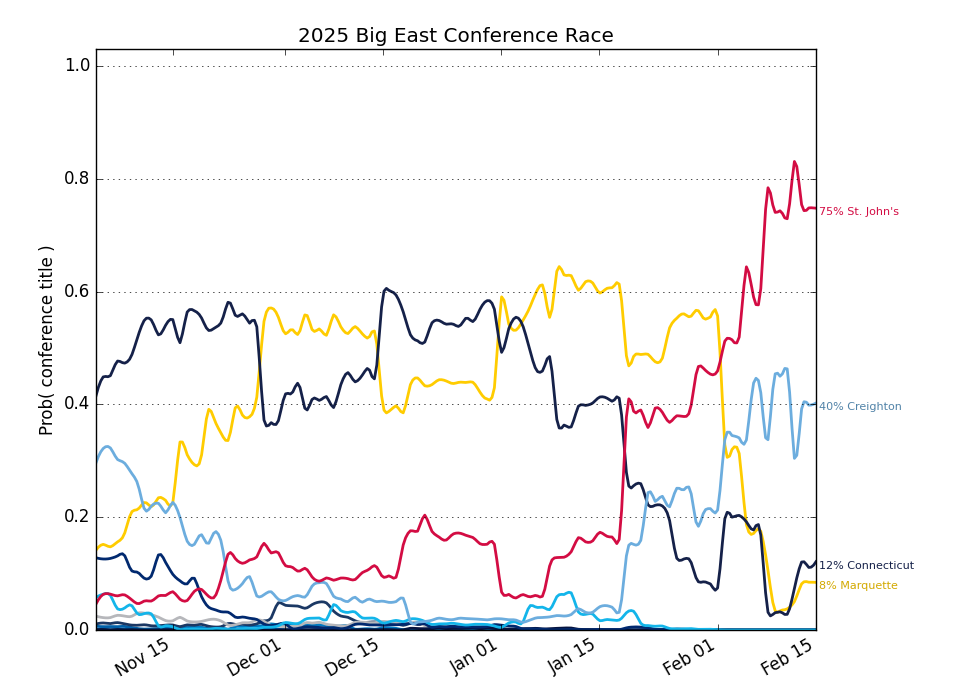 2025 Big East Conference Race
Prob( conference title )
1.0
0.8
0.6
0.4
0.2
0.0
75% St. John's
40% Creighton
12% Connecticut
8% Marquette
Nov 15
Dec 01
Dec 15
Jan 01
Jan 15
Feb 01
Feb 15